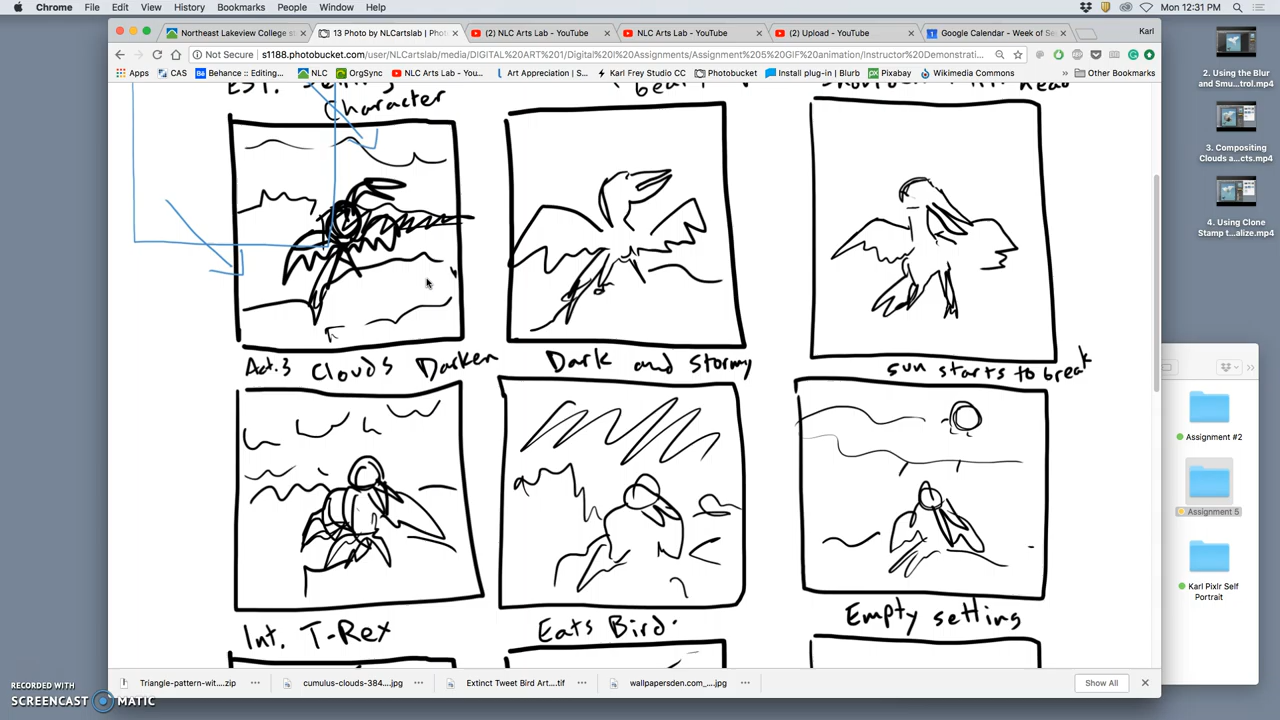 Chrome File Edit View History Bookmarks People Window Help Mon 12:31 PM
Northeast Lakeview College s
13 Photo by NLCartslab | Phot
(2) NLC Arts Lab - YouTube
NLC Arts Lab - YouTube
(2) Upload - YouTube
Google Calendar - Week of Se
Karl
Not Secure s1188.photobucket.com/user/NLCartslab/media/DIGITAL%20ART%201/Digital%20I%20Assignments/Assignment%205%20GIF%20animation/Instructor%20Demonstrati...
Apps CAS Behance :: Editing... NLC OrgSync NLC Arts Lab - You... Art Appreciation | S... Karl Frey Studio CC Photobucket Install plug-in | Blurb Pixabay Wikimedia Commons Other Bookmarks
Character
Act.3 Clouds Darken
Dark and Stormy
sun starts to break
Int. T-Rex
Eats Bird.
Empty setting
2. Using the Blur
and Smu...trol.mp4
3. Compositing
Clouds a...cts.mp4
4. Using Clone
Stamp t...alize.mp4
Assignment #2
Assignment 5
Karl Pixlr Self
Portrait
Triangle-pattern-wit....zip
cumulus-clouds-384....jpg
Extinct Tweet Bird Art....tif
wallpapersden.com_....jpg
Show All
RECORDED WITH
SCREENCAST MATIC